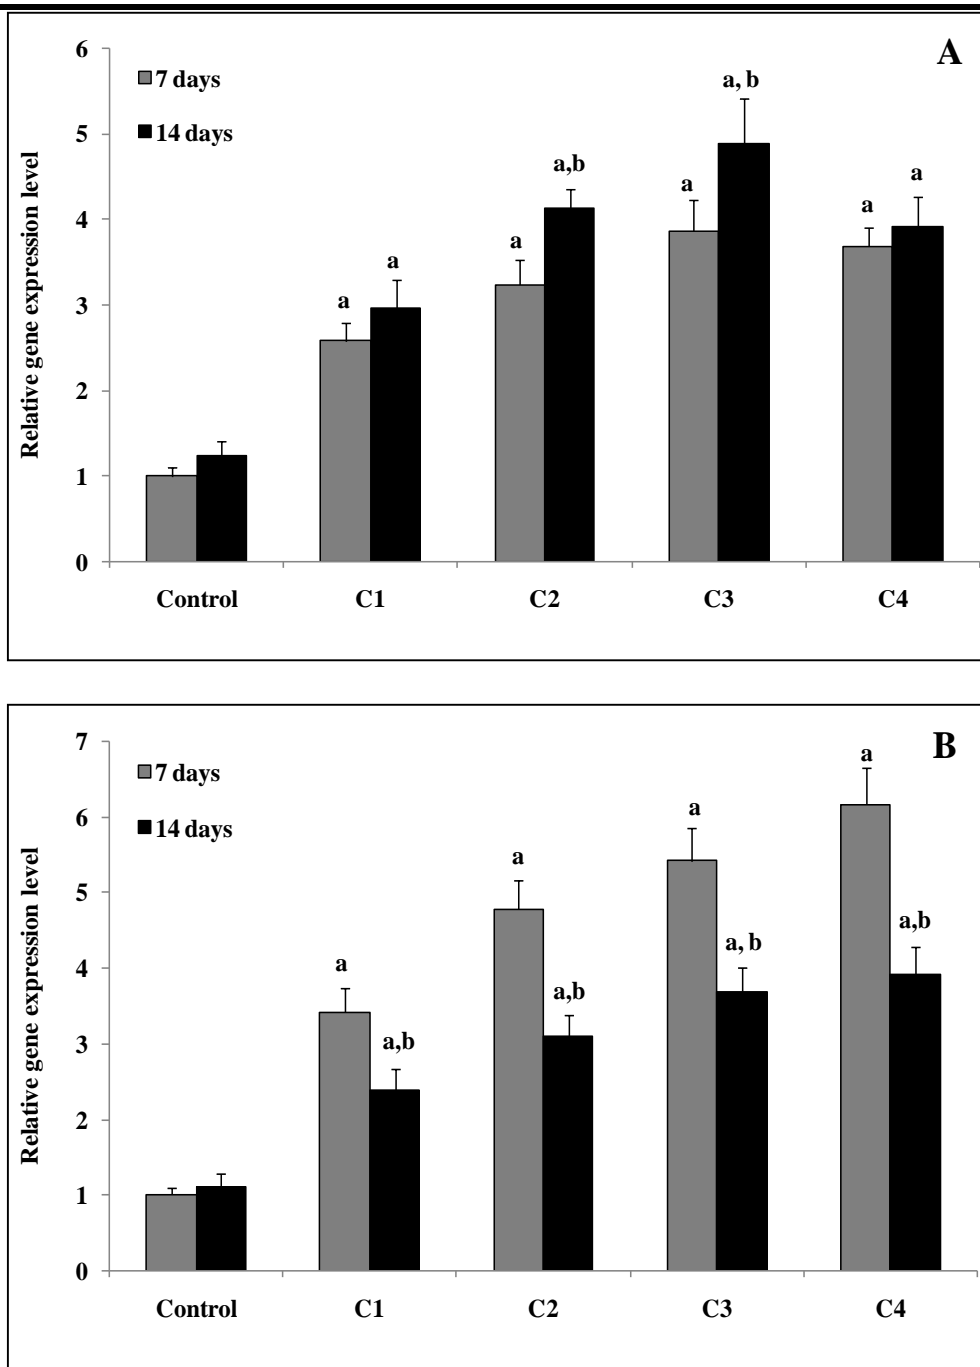 A
6
7 days
a, b
14 days
5
a,b
a
a
4
a
a
a
a
3
a
2
1
0
Relative gene expression level
Control C1 C2 C3 C4
B
7
a
7 days
a
6
14 days
a
5
a,b
a
a, b
4
a,b
3
a,b
2
1
0
Relative gene expression level
Control C1 C2 C3 C4